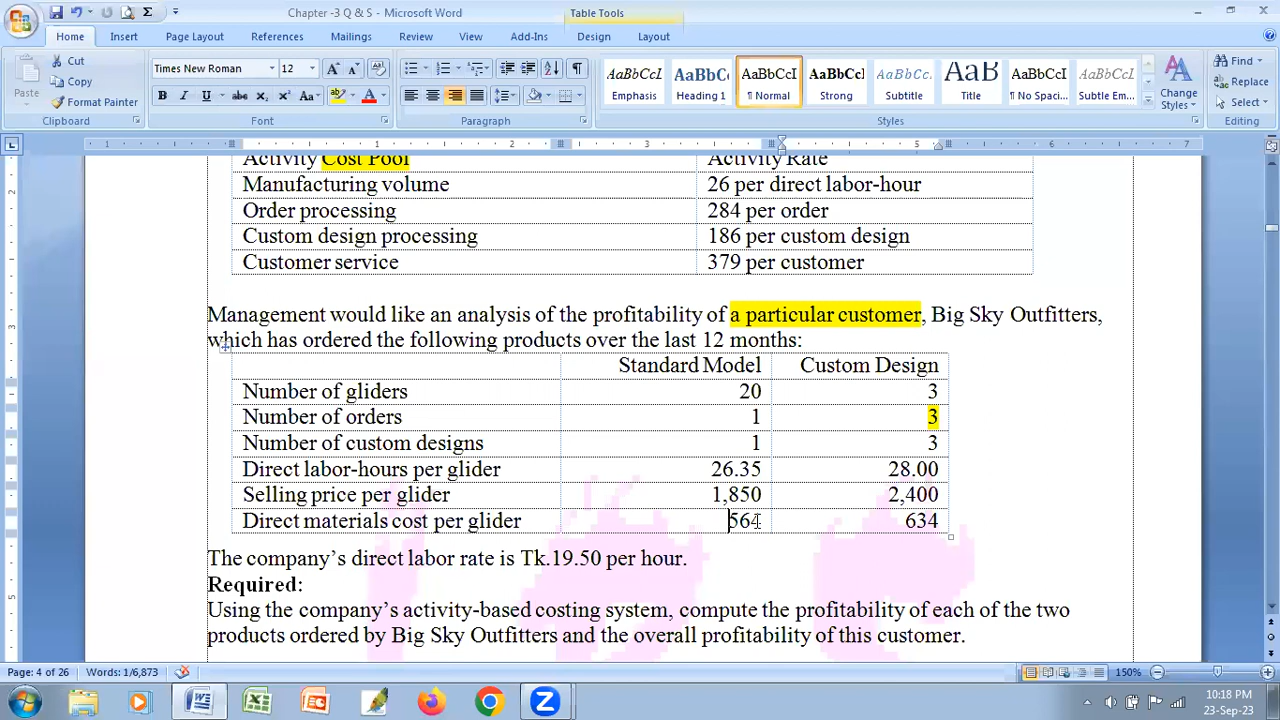 Chapter -3 Q & S - Microsoft Word
Table Tools
Home Insert Page Layout References Mailings Review View Add-Ins Design Layout
Cut
Copy
Format Painter
Paste
Clipboard
Times New Roman 12
Font
Paragraph
AaBbCcI AaBbCc AaBbCcI AaBbCcI AaBbCcI AaB AaBbCcI AaBbCcI
Emphasis Heading 1 ¶ Normal Strong Subtitle Title ¶ No Spaci... Subtle Em...
Change
Styles
Styles
Find
Replace
Select
Editing
Activity Cost Pool Activity Rate
Manufacturing volume 26 per direct labor-hour
Order processing 284 per order
Custom design processing 186 per custom design
Customer service 379 per customer
Management would like an analysis of the profitability of a particular customer, Big Sky Outfitters,
which has ordered the following products over the last 12 months:
Standard Model Custom Design
Number of gliders 20 3
Number of orders 1 3
Number of custom designs 1 3
Direct labor-hours per glider 26.35 28.00
Selling price per glider 1,850 2,400
Direct materials cost per glider 564 634
The company's direct labor rate is Tk.19.50 per hour.
Required:
Using the company's activity-based costing system, compute the profitability of each of the two
products ordered by Big Sky Outfitters and the overall profitability of this customer.
Page: 4 of 26 Words: 1/6,873 150%
10:18 PM
23-Sep-23